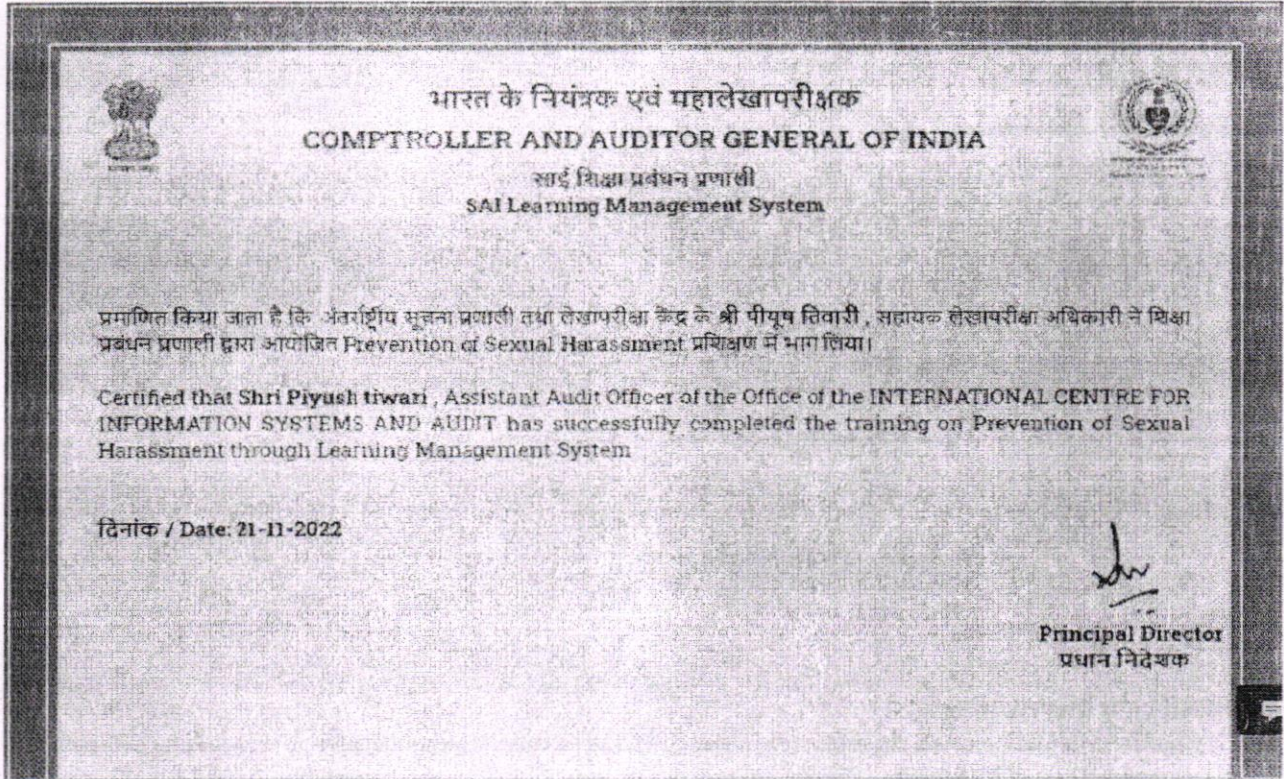 भारत के नियंत्रक एवं महालेखापरीक्षक
COMPTROLLER AND AUDITOR GENERAL OF INDIA
साई शिक्षा प्रबंधन प्रणाली
SAI Learning Management System
प्रमाणित किया जाता है कि अंतर्राष्ट्रीय सूचना प्रणाली तथा लेखापरीक्षा केंद्र के श्री पीयूष तिवारी , सहायक लेखापरीक्षा अधिकारी ने शिक्षा
प्रबंधन प्रणाली द्वारा आयोजित Prevention of Sexual Harassment प्रशिक्षण में भाग लिया।
Certified that Shri Piyush tiwari , Assistant Audit Officer of the Office of the INTERNATIONAL CENTRE FOR
INFORMATION SYSTEMS AND AUDIT has successfully completed the training on Prevention of Sexual
Harassment through Learning Management System
दिनांक / Date: 21-11-2022
Principal Director
प्रधान निदेशक